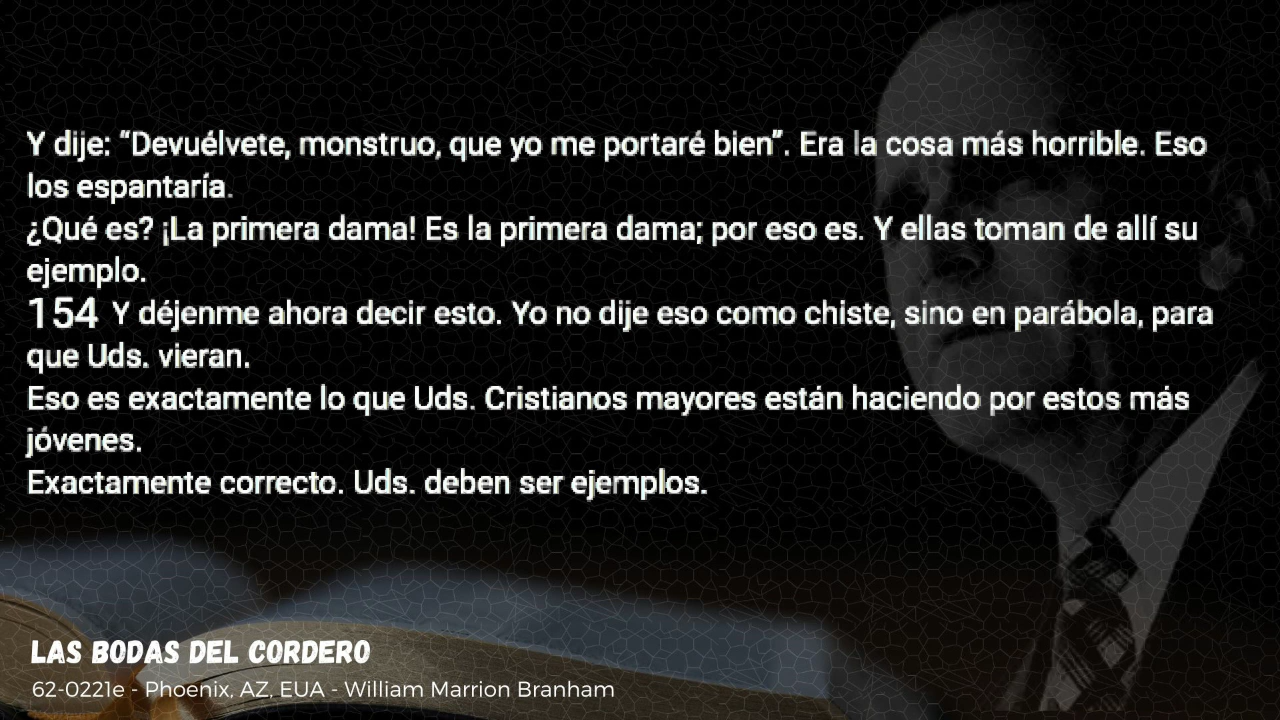 Y dije: “Devuélvete, monstruo, que yo me portaré bien”. Era la cosa más horrible. Eso
los espantaría.
¿Qué es? ¡La primera dama! Es la primera dama; por eso es. Y ellas toman de allí su
ejemplo.
154 Y déjenme ahora decir esto. Yo no dije eso como chiste, sino en parábola, para
que Uds. vieran.
Eso es exactamente lo que Uds. Cristianos mayores están haciendo por estos más
jóvenes.
Exactamente correcto. Uds. deben ser ejemplos.
LAS BODAS DEL CORDERO
62-0221e - Phoenix, AZ, EUA - William Marrion Branham